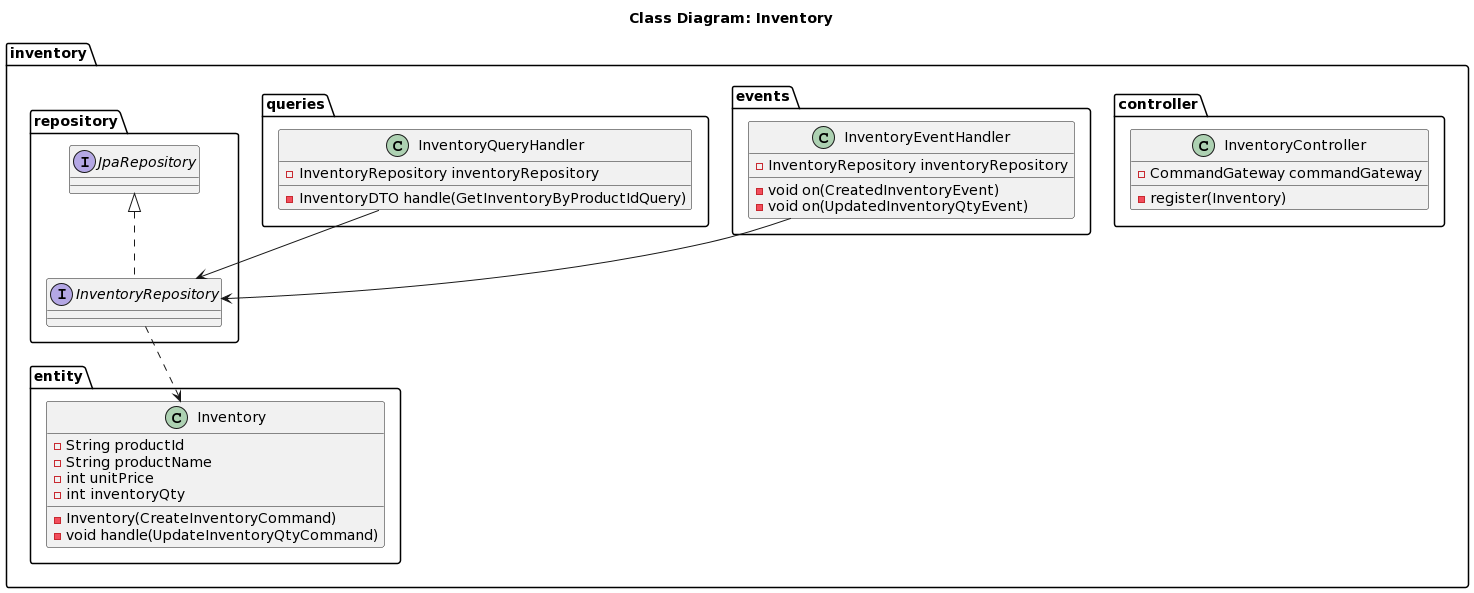 Class Diagram: Inventory
inventory
repository
I JpaRepository
I InventoryRepository
queries
C InventoryQueryHandler
InventoryRepository inventoryRepository
InventoryDTO handle(GetInventoryByProductIdQuery)
events
C InventoryEventHandler
InventoryRepository inventoryRepository
void on(CreatedInventoryEvent)
void on(UpdatedInventoryQtyEvent)
controller
C InventoryController
CommandGateway commandGateway
register(Inventory)
entity
C Inventory
String productId
String productName
int unitPrice
int inventoryQty
Inventory(CreateInventoryCommand)
void handle(UpdateInventoryQtyCommand)